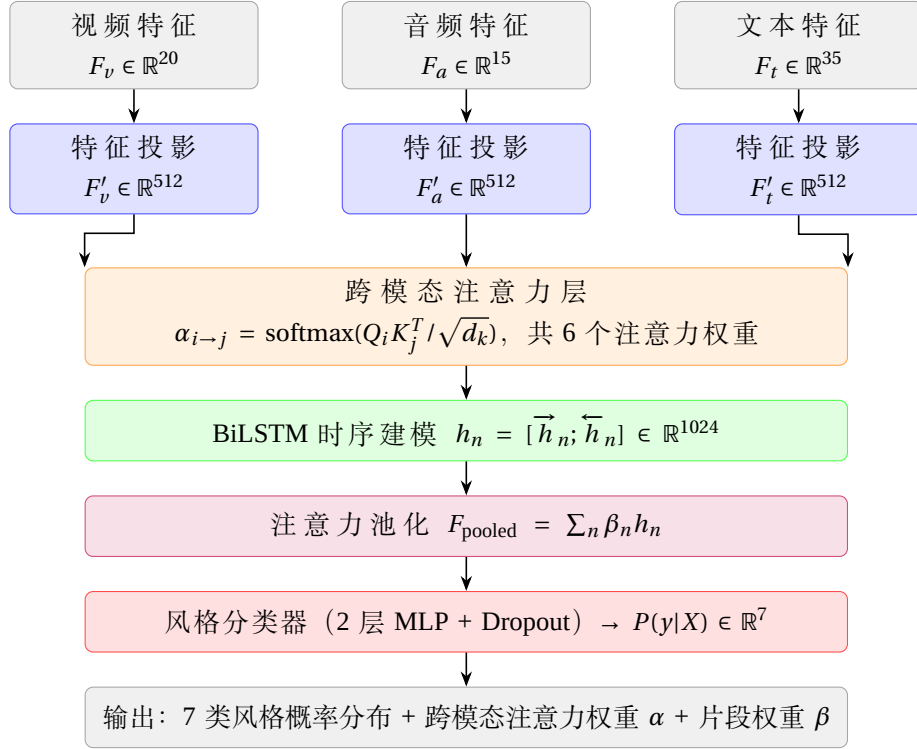 视频特征
F_v ∈ ℝ^20
音频特征
F_a ∈ ℝ^15
文本特征
F_t ∈ ℝ^35
特征投影
F′_v ∈ ℝ^512
特征投影
F′_a ∈ ℝ^512
特征投影
F′_t ∈ ℝ^512
跨模态注意力层
α_{i→j} = softmax(Q_i K_j^T/√d_k)，共 6 个注意力权重
BiLSTM 时序建模 h_n = [→h_n; ←h_n] ∈ ℝ^1024
注意力池化 F_pooled = ∑_n β_n h_n
风格分类器（2 层 MLP + Dropout）→ P(y|X) ∈ ℝ^7
输出：7 类风格概率分布 + 跨模态注意力权重 α + 片段权重 β